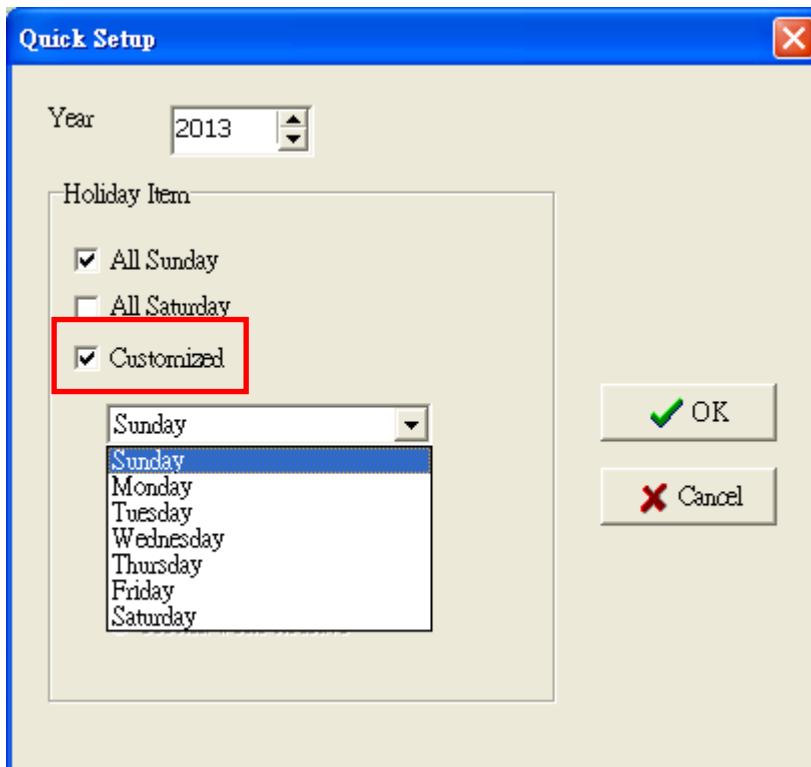 Quick Setup
Year 2013
Holiday Item
All Sunday
All Saturday
Customized
Sunday
OK
Sunday
Monday
Tuesday
Cancel
Wednesday
Thursday
Friday
Saturday